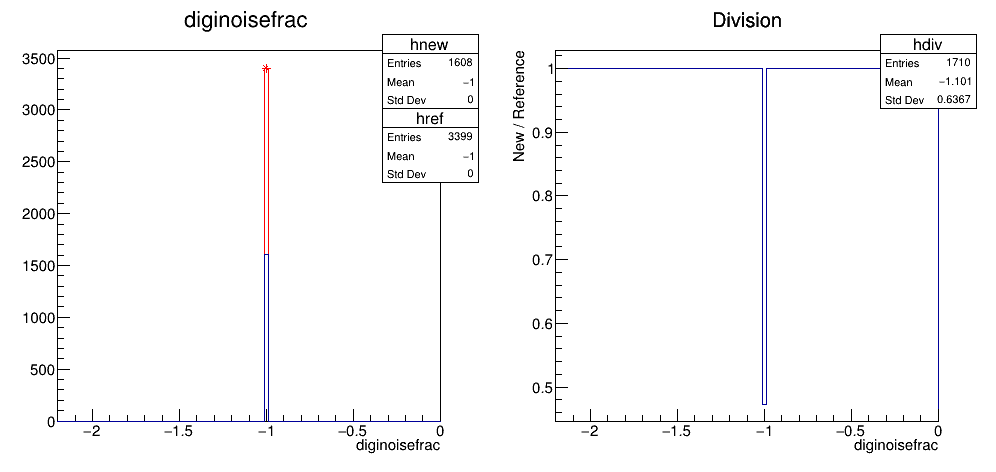 diginoisefrac
hnew
Entries 1608
Mean −1
Std Dev 0
href
Entries 3399
Mean −1
Std Dev 0
3500
3000
2500
2000
1500
1000
500
0
−2 −1.5 −1 −0.5 0
diginoisefrac
Division
hdiv
Entries 1710
Mean −1.101
Std Dev 0.6367
New / Reference
1
0.9
0.8
0.7
0.6
0.5
−2 −1.5 −1 −0.5 0
diginoisefrac